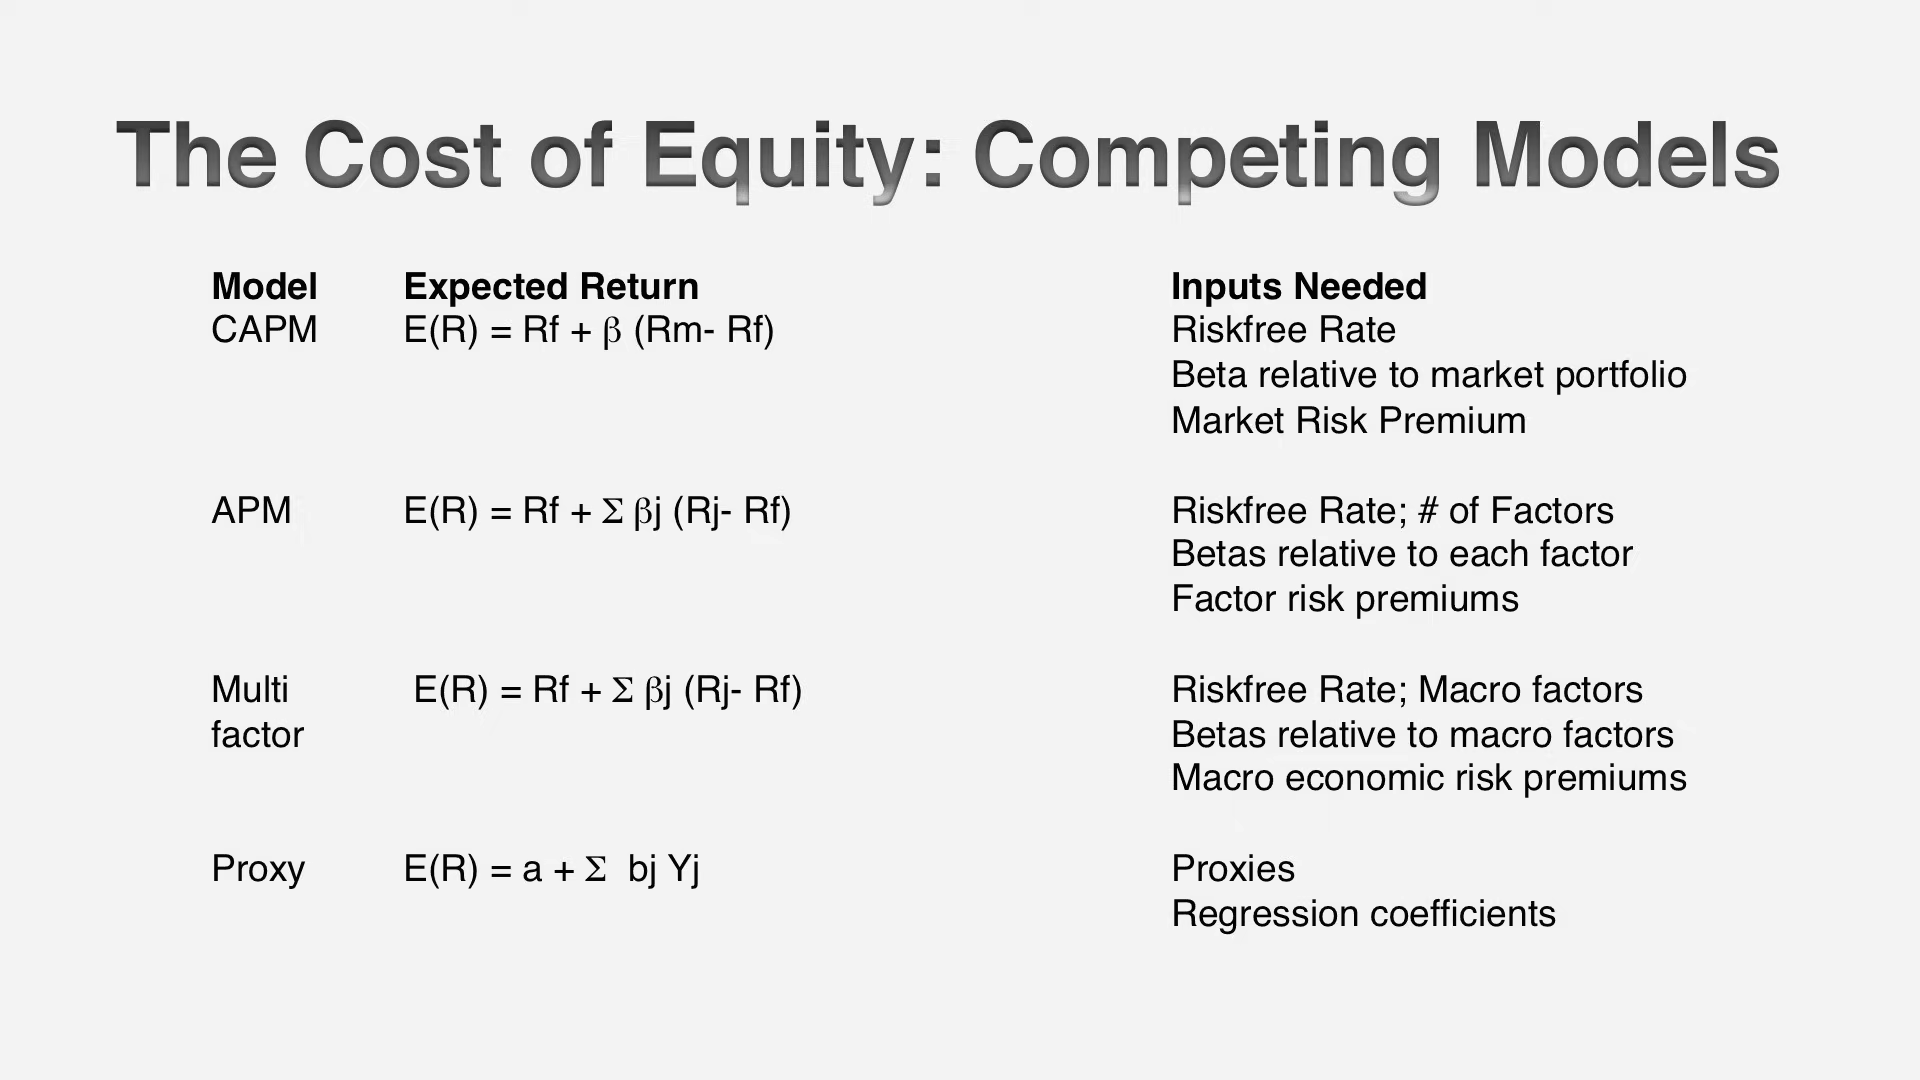 The Cost of Equity: Competing Models
Model Expected Return Inputs Needed
CAPM E(R) = Rf + β (Rm- Rf) Riskfree Rate
Beta relative to market portfolio
Market Risk Premium
APM E(R) = Rf + Σ βj (Rj- Rf) Riskfree Rate; # of Factors
Betas relative to each factor
Factor risk premiums
Multi E(R) = Rf + Σ βj (Rj- Rf) Riskfree Rate; Macro factors
factor Betas relative to macro factors
Macro economic risk premiums
Proxy E(R) = a + Σ bj Yj Proxies
Regression coefficients